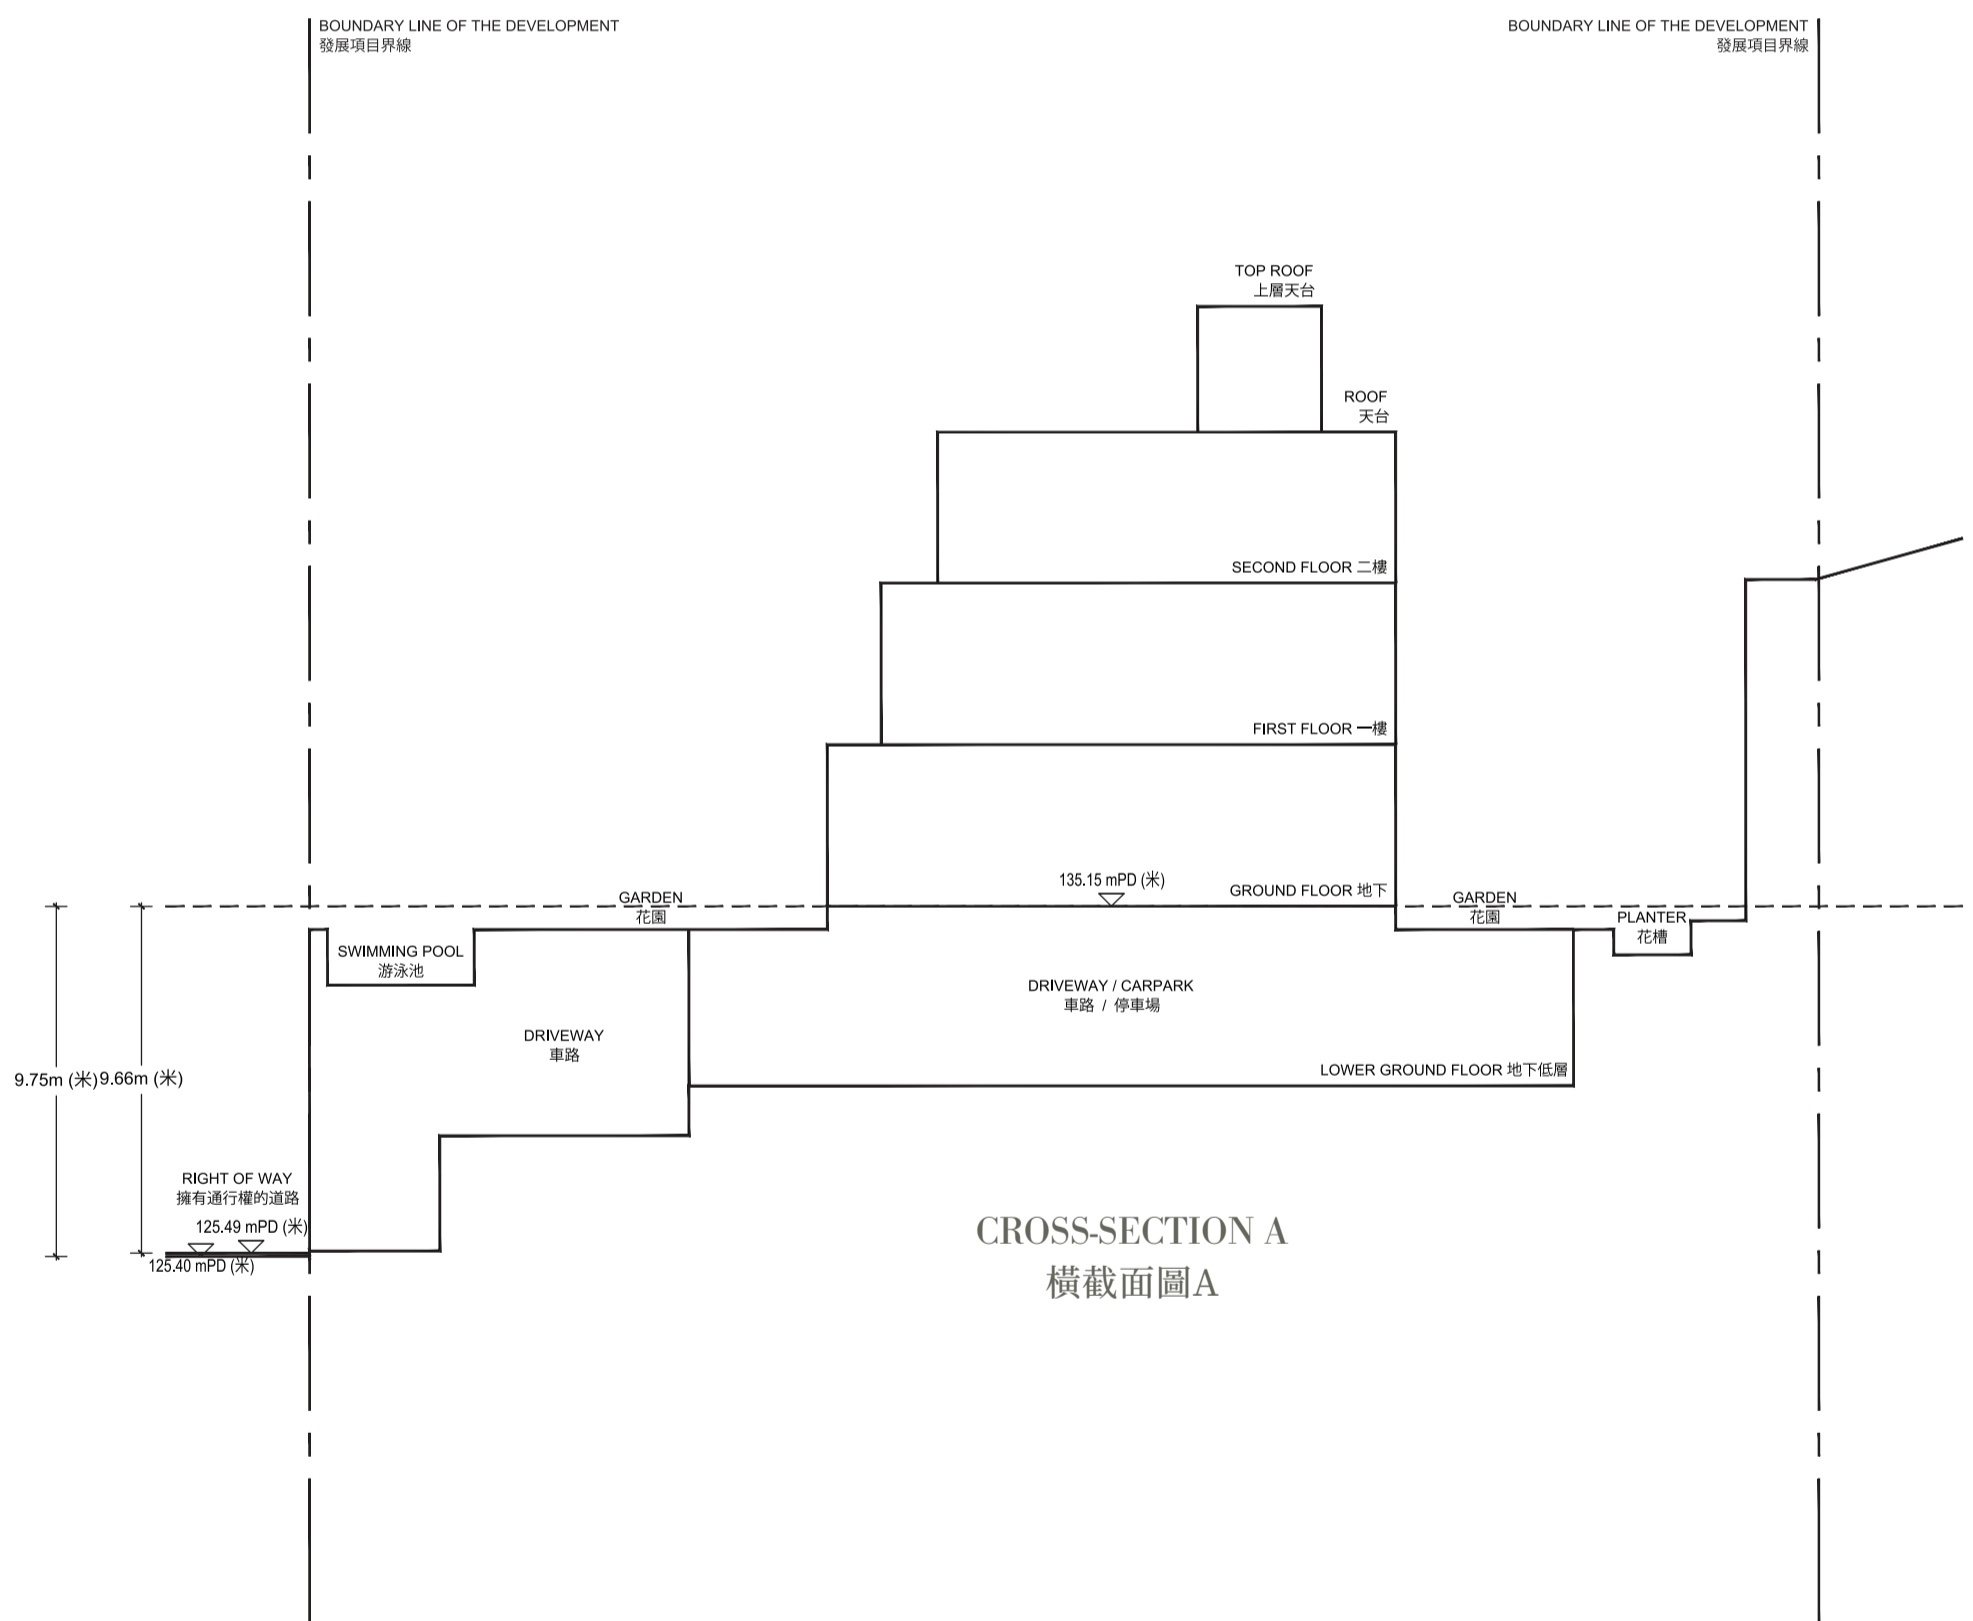 BOUNDARY LINE OF THE DEVELOPMENT
發展項目界線
BOUNDARY LINE OF THE DEVELOPMENT
發展項目界線
TOP ROOF
上層天台
ROOF
天台
SECOND FLOOR 二樓
FIRST FLOOR 一樓
135.15 mPD (米)
GROUND FLOOR 地下
GARDEN
花園
GARDEN
花園
PLANTER
花槽
SWIMMING POOL
游泳池
DRIVEWAY / CARPARK
車路 / 停車場
DRIVEWAY
車路
LOWER GROUND FLOOR 地下低層
9.75m (米)
9.66m (米)
RIGHT OF WAY
擁有通行權的道路
125.49 mPD (米)
125.40 mPD (米)
CROSS-SECTION A
橫截面圖A